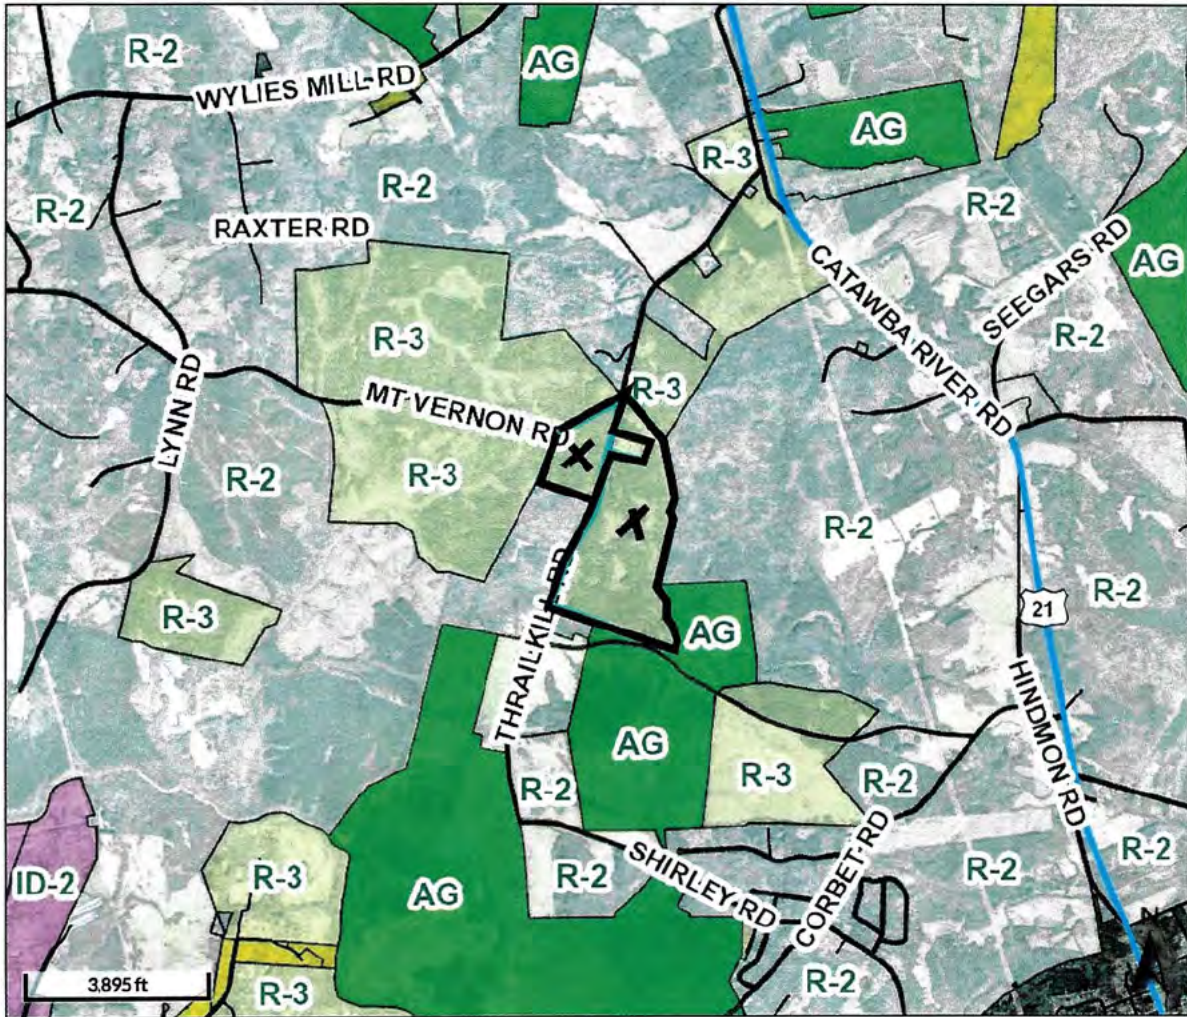 R-2
AG
WYLIES MILL RD
AG
R-3
R-2
R-2
R-2
RAXTER RD
SEEGARS RD
AG
CATAWBA RIVER RD
R-2
R-3
LYNN RD
MT VERNON RD
R-3
X
R-2
R-3
X
R-2
R-2
THRAILKILL RD
21
R-3
AG
HINDMON RD
AG
R-3
R-2
R-2
CORBET RD
ID-2
R-3
AG
R-2
SHIRLEY RD
R-2
R-2
N
3,895 ft
R-3
R-2